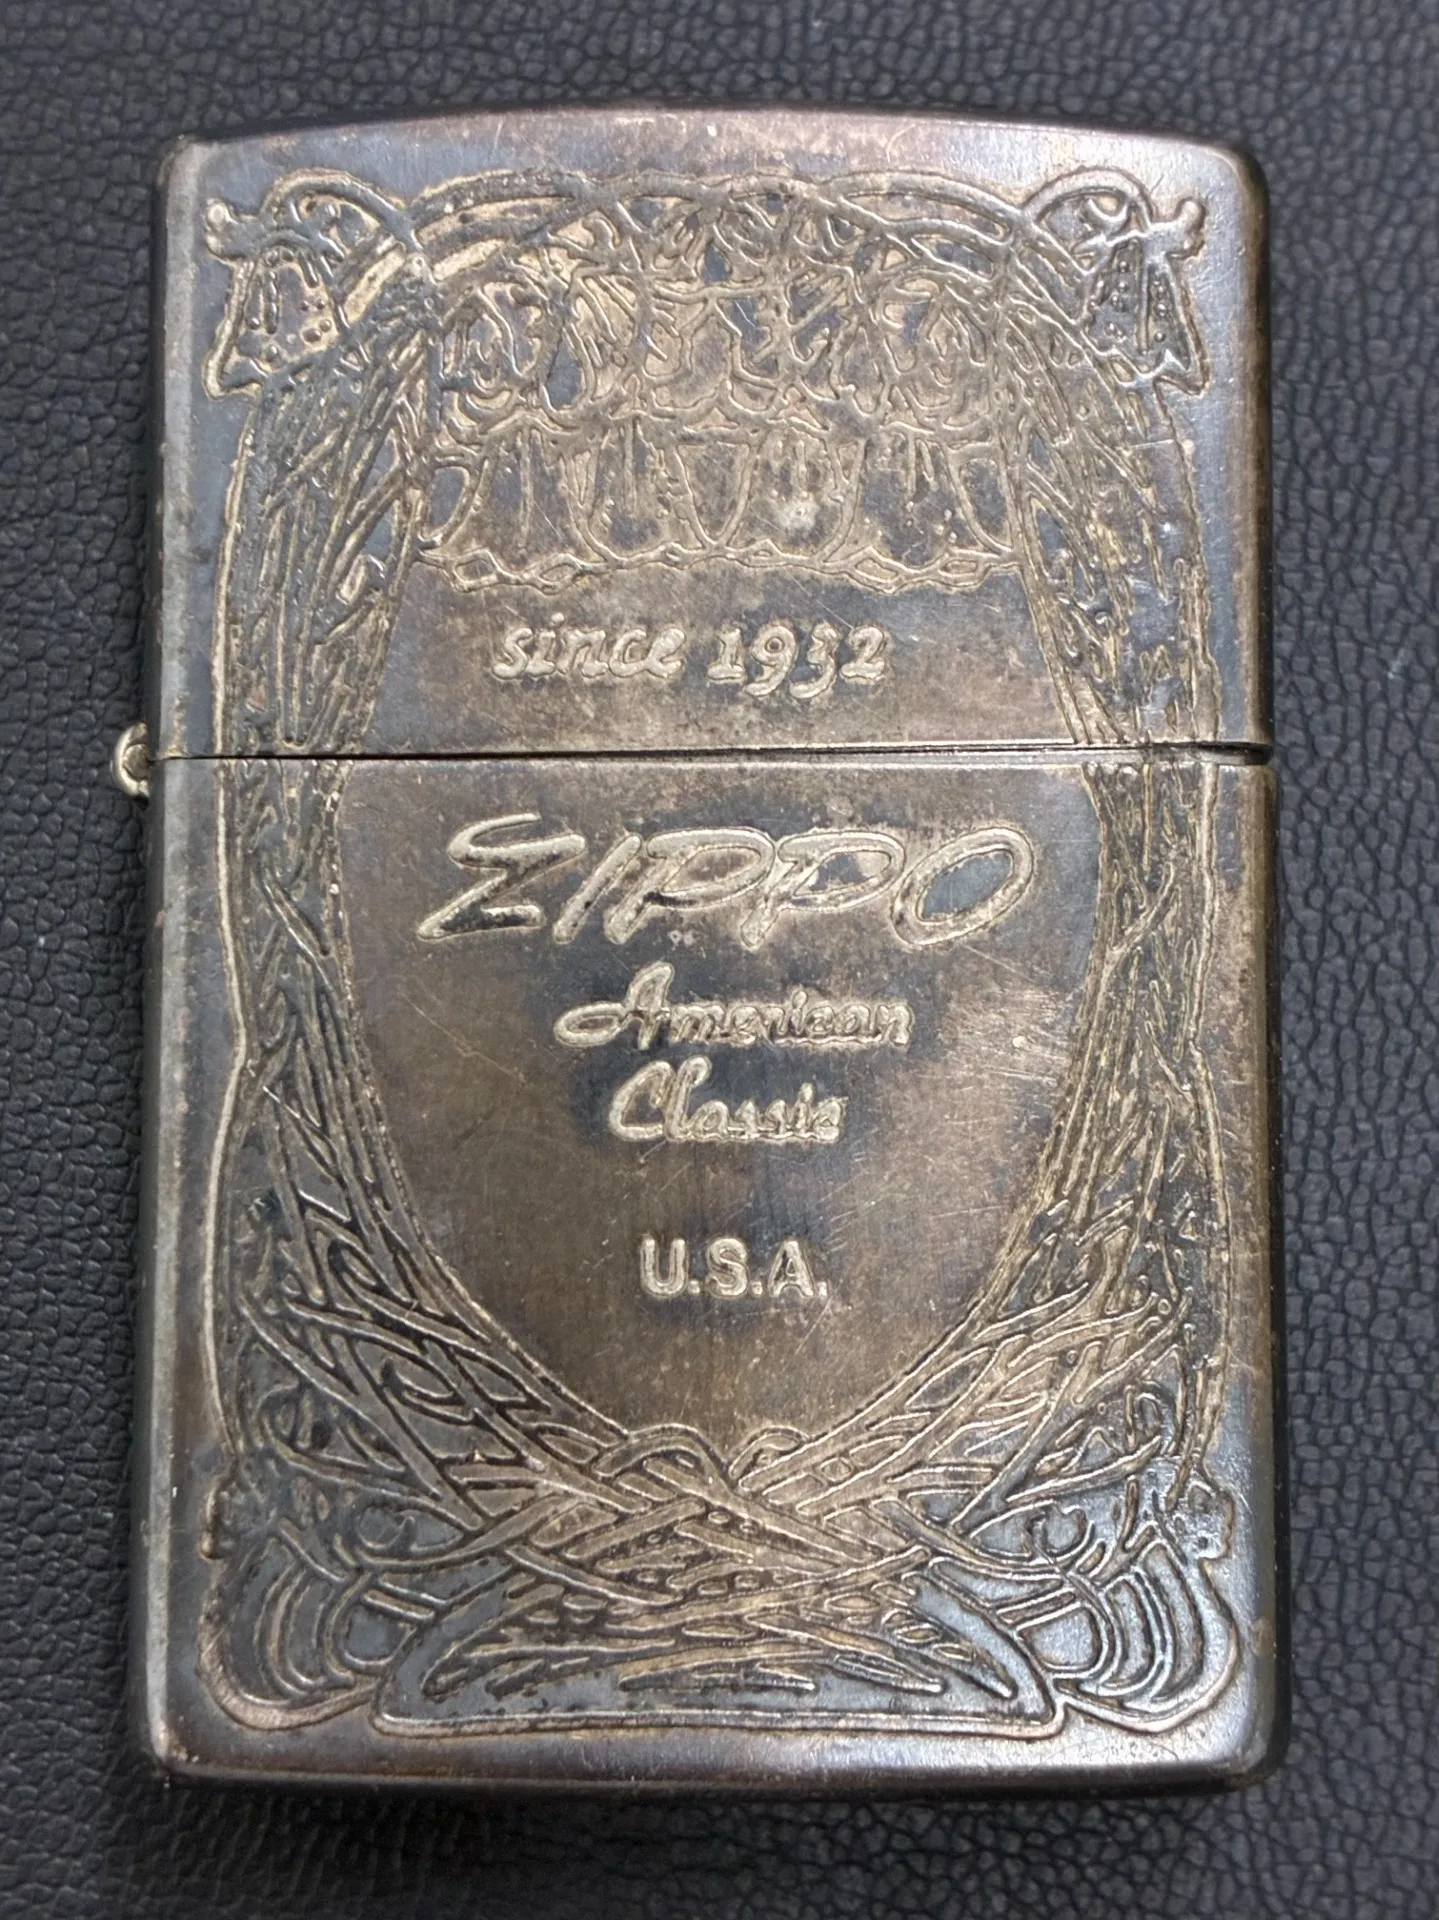 since 1932
ZIPPO
American
Classic
U.S.A.